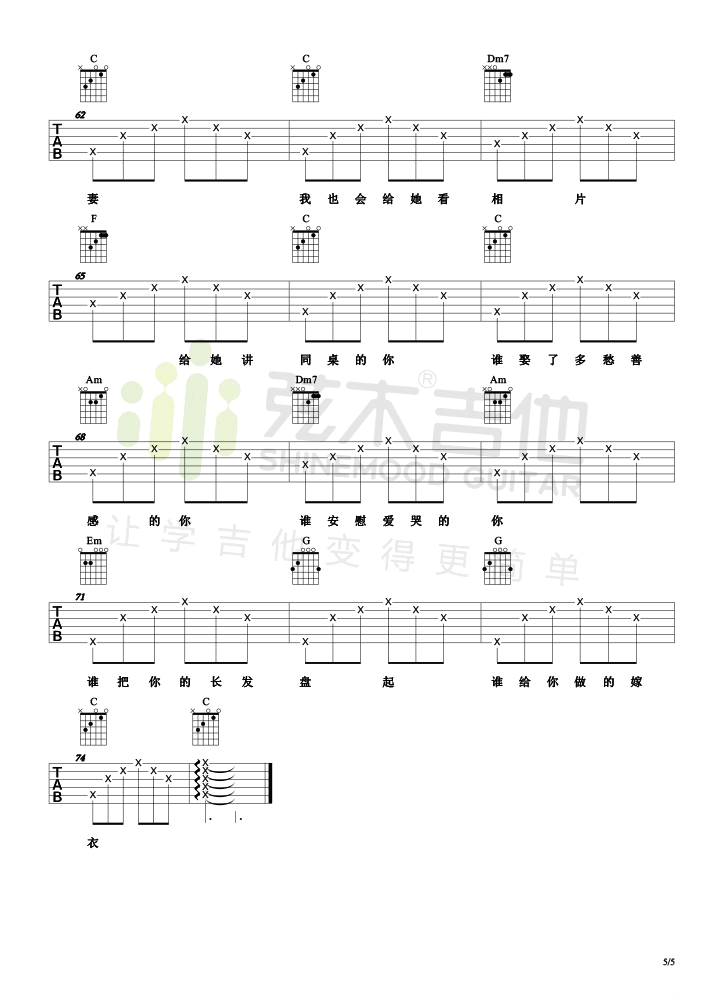 C C Dm7
62
T
A
B
妻 我 也 会 给 她 看 相 片
F C C
65
T
A
B
给 她 讲 同 桌 的 你 谁 娶 了 多 愁 善
Am Dm7 Am
68
T
A
B
弦木吉他®
SHINEMOOD GUITAR
感 的 你 谁 安 慰 爱 哭 的 你
让学吉他变得更简单
Em G G
71
T
A
B
谁 把 你 的 长 发 盘 起 谁 给 你 做 的 嫁
C C
74
T
A
B
衣
5/5